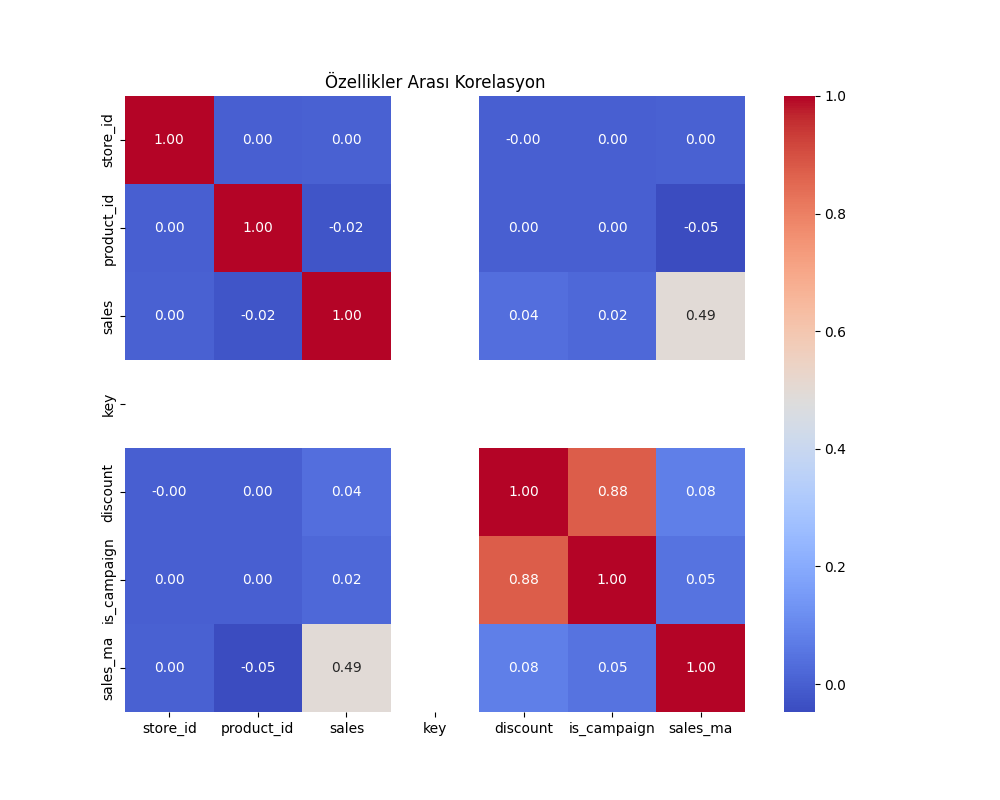 Özellikler Arası Korelasyon
store_id 1.00 0.00 0.00 -0.00 0.00 0.00
product_id 0.00 1.00 -0.02 0.00 0.00 -0.05
sales 0.00 -0.02 1.00 0.04 0.02 0.49
key
discount -0.00 0.00 0.04 1.00 0.88 0.08
is_campaign 0.00 0.00 0.02 0.88 1.00 0.05
sales_ma 0.00 -0.05 0.49 0.08 0.05 1.00
store_id product_id sales key discount is_campaign sales_ma
1.0
0.8
0.6
0.4
0.2
0.0